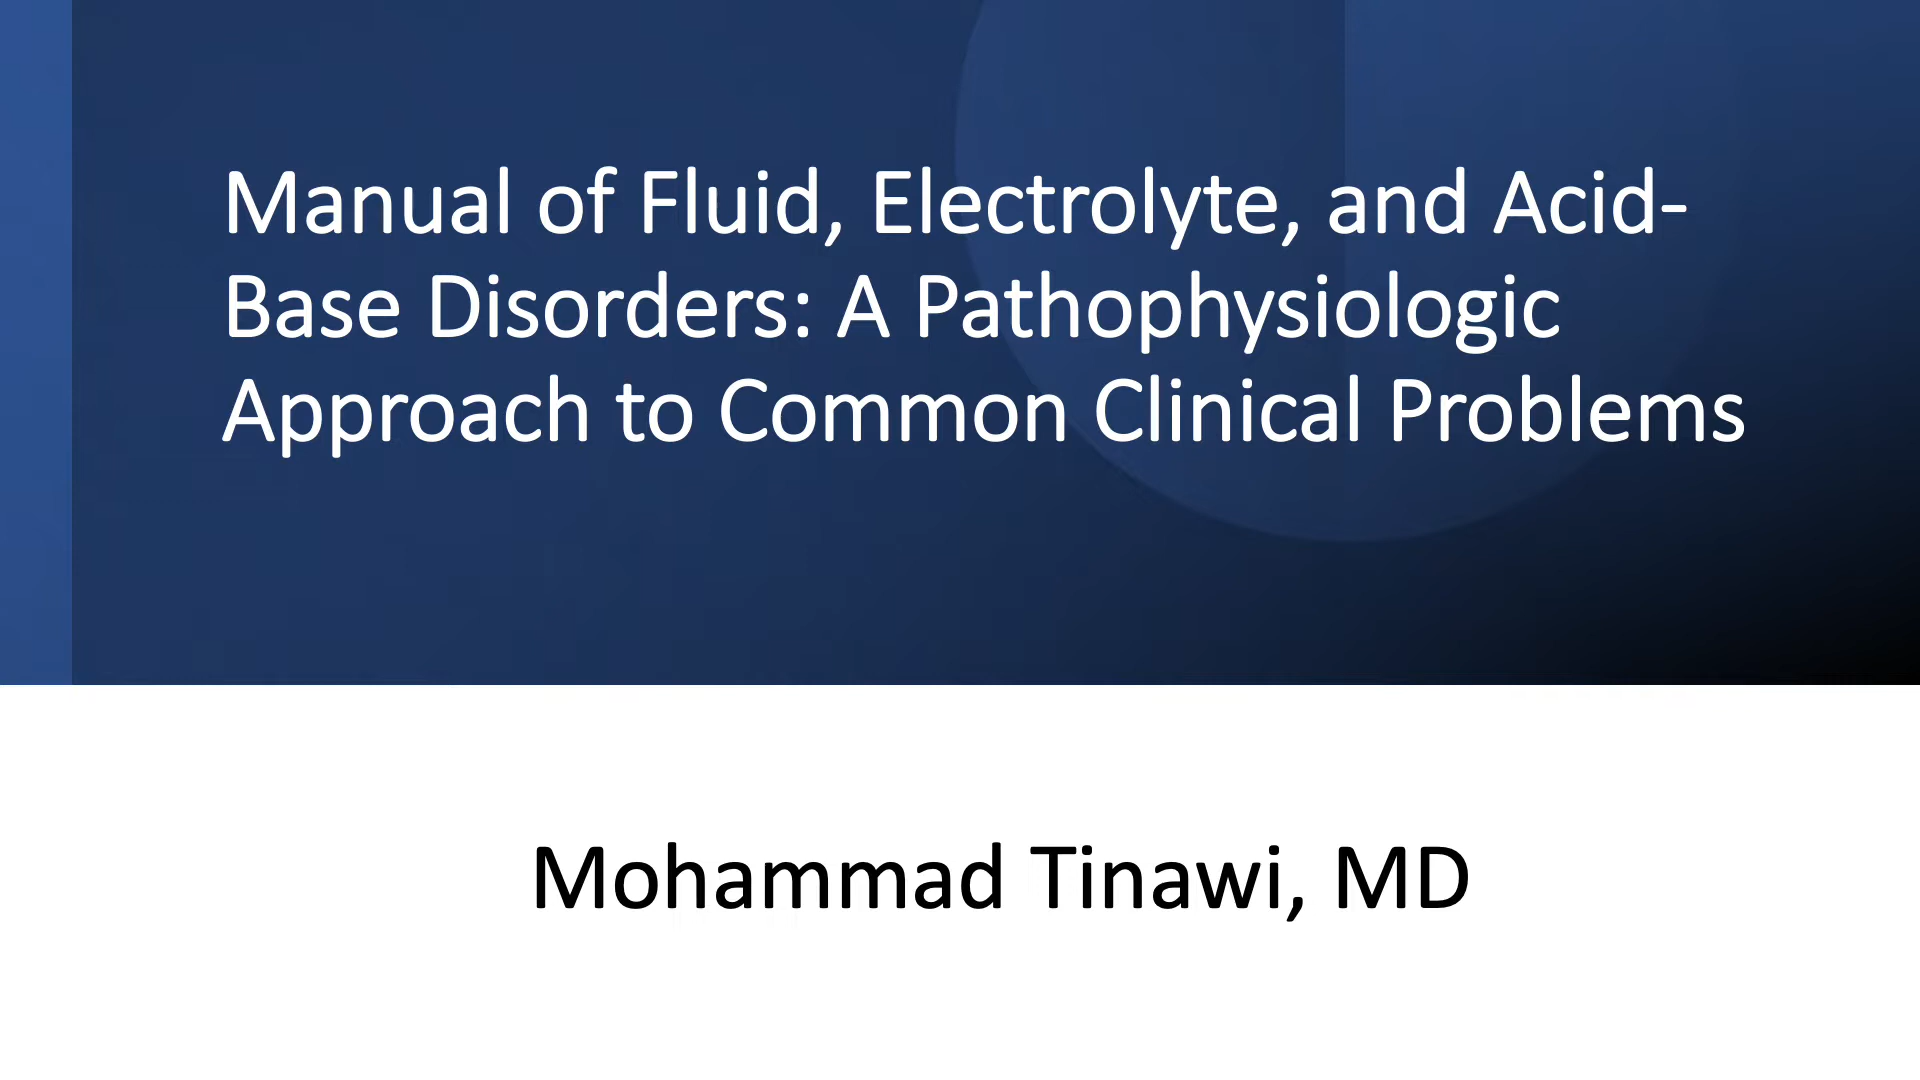 Manual of Fluid, Electrolyte, and Acid-
Base Disorders: A Pathophysiologic
Approach to Common Clinical Problems
Mohammad Tinawi, MD